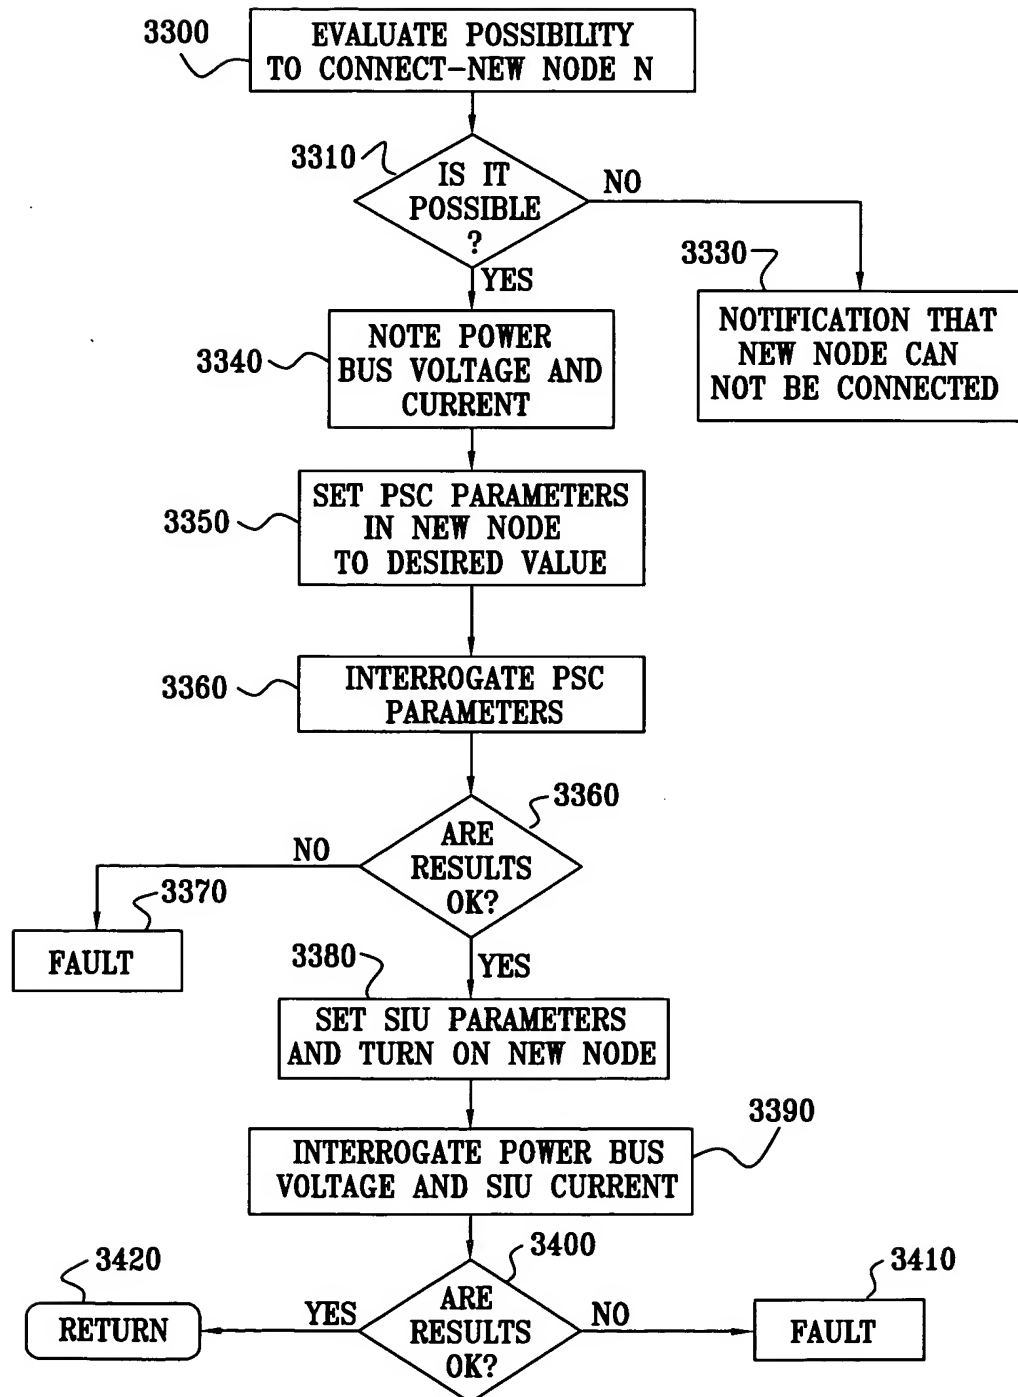 3300
EVALUATE POSSIBILITY
TO CONNECT-NEW NODE N
3310
IS IT
POSSIBLE
?
NO
YES
3330
NOTIFICATION THAT
NEW NODE CAN
NOT BE CONNECTED
3340
NOTE POWER
BUS VOLTAGE AND
CURRENT
3350
SET PSC PARAMETERS
IN NEW NODE
TO DESIRED VALUE
3360
INTERROGATE PSC
PARAMETERS
3360
ARE
RESULTS
OK?
NO
3370
FAULT
YES
3380
SET SIU PARAMETERS
AND TURN ON NEW NODE
3390
INTERROGATE POWER BUS
VOLTAGE AND SIU CURRENT
3400
ARE
RESULTS
OK?
YES
3420
RETURN
NO
3410
FAULT